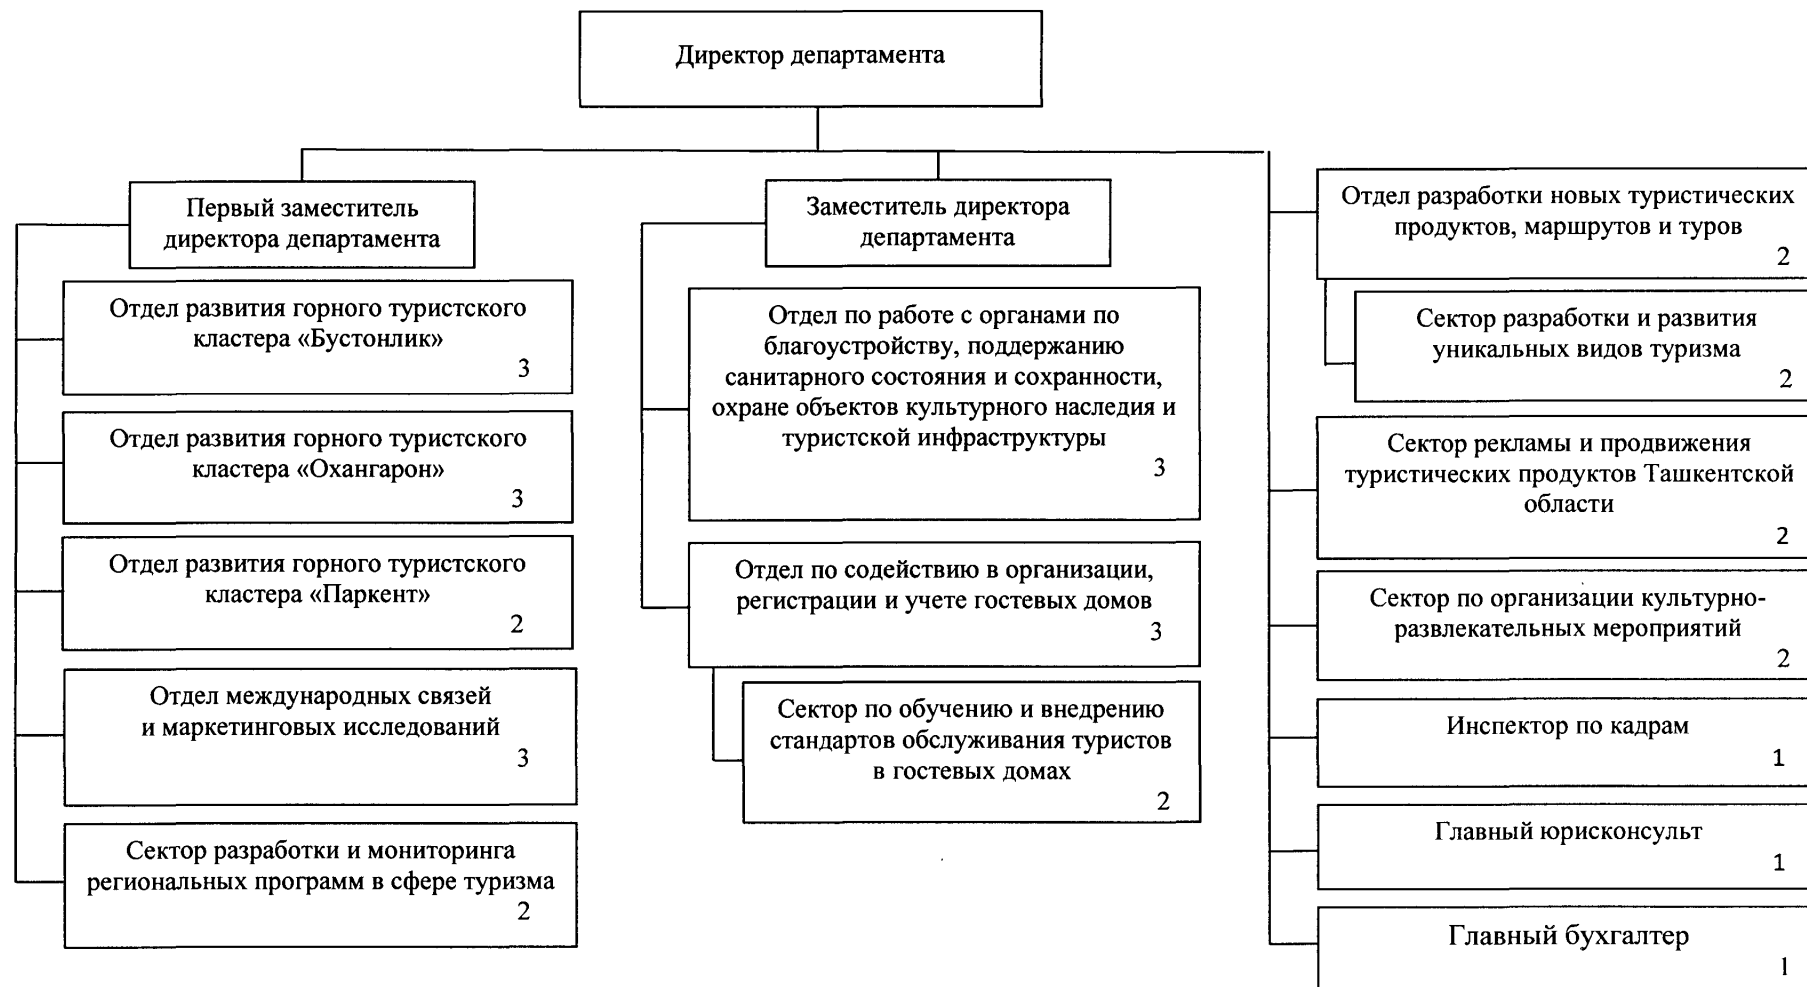 Директор департамента
Первый заместитель
директора департамента
Отдел развития горного туристского
кластера «Бустонлик»
3
Отдел развития горного туристского
кластера «Охангарон»
3
Отдел развития горного туристского
кластера «Паркент»
2
Отдел международных связей
и маркетинговых исследований
3
Сектор разработки и мониторинга
региональных программ в сфере туризма
2
Заместитель директора
департамента
Отдел по работе с органами по
благоустройству, поддержанию
санитарного состояния и сохранности,
охране объектов культурного наследия и
туристской инфраструктуры
3
Отдел по содействию в организации,
регистрации и учете гостевых домов
3
Сектор по обучению и внедрению
стандартов обслуживания туристов
в гостевых домах
2
Отдел разработки новых туристических
продуктов, маршрутов и туров
2
Сектор разработки и развития
уникальных видов туризма
2
Сектор рекламы и продвижения
туристических продуктов Ташкентской
области
2
Сектор по организации культурно-
развлекательных мероприятий
2
Инспектор по кадрам
1
Главный юрисконсульт
1
Главный бухгалтер
1